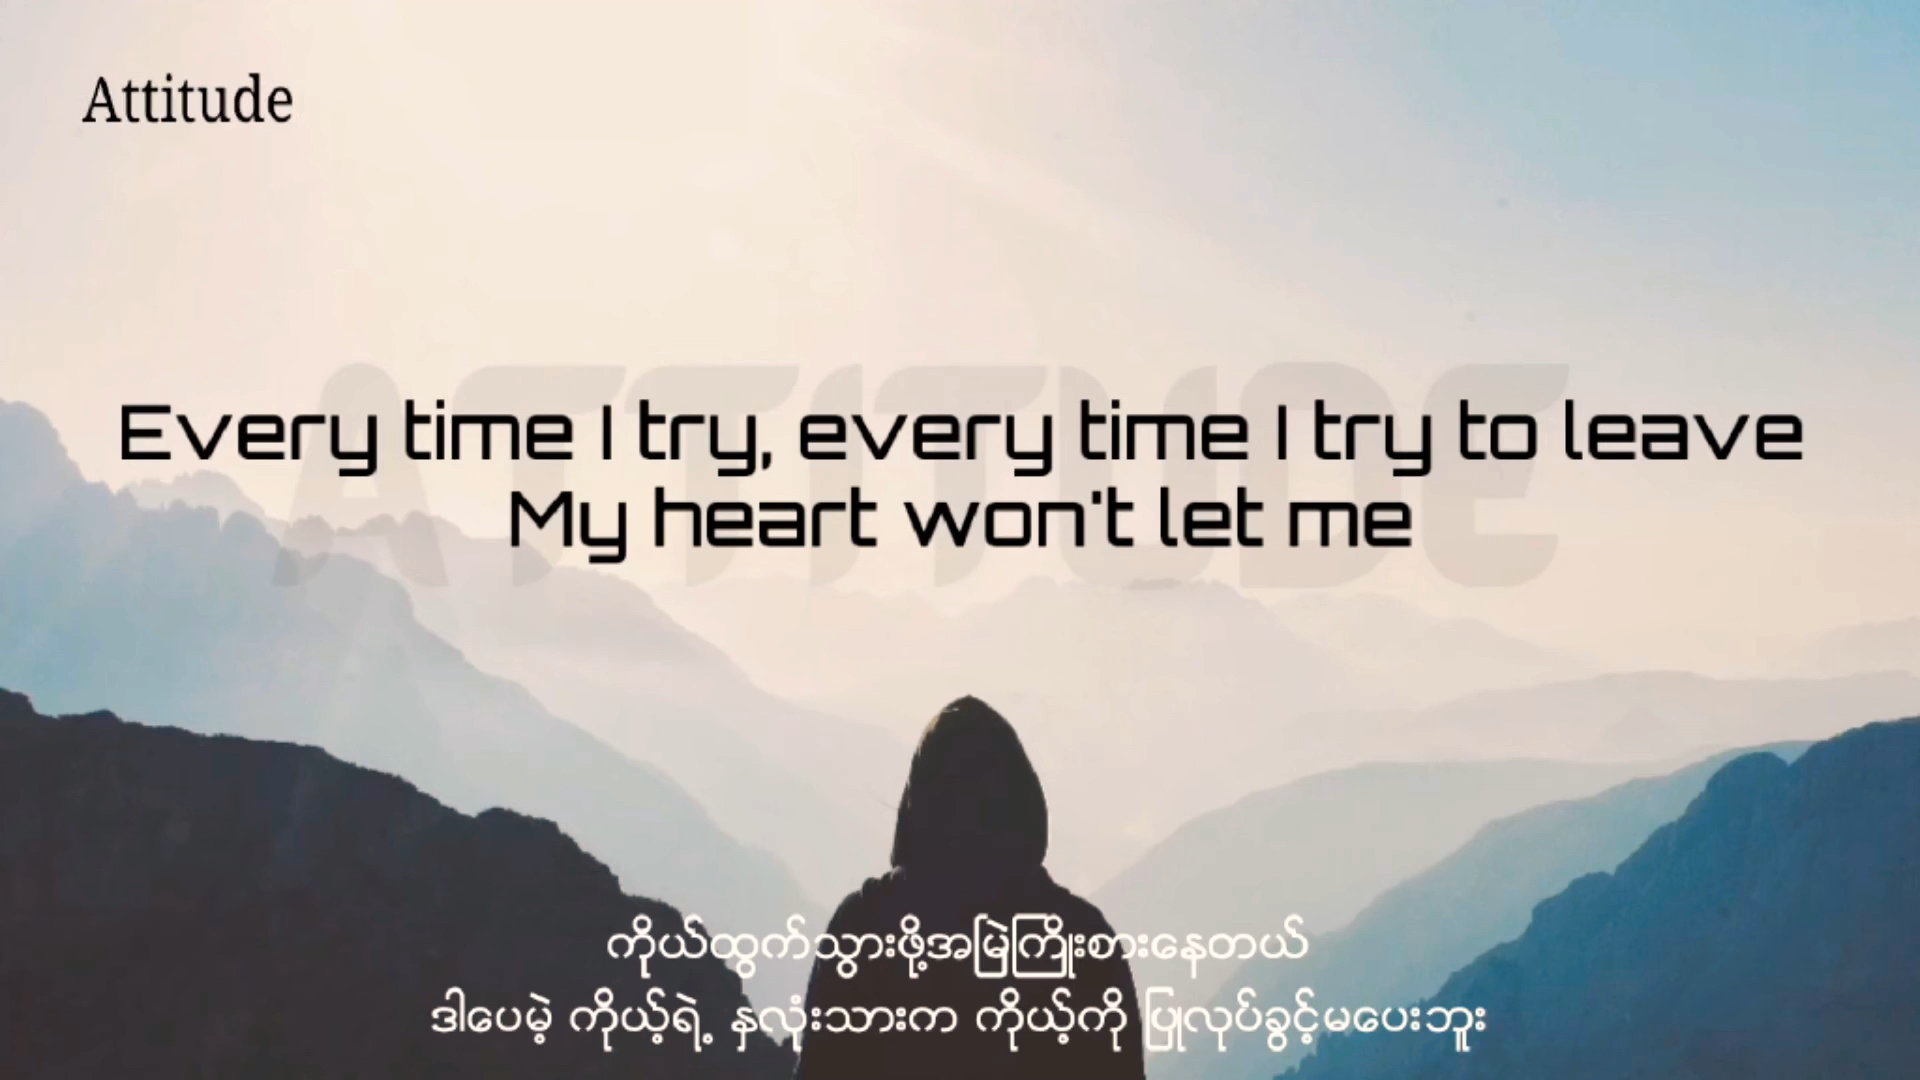 Attitude
ATTITUDE
Every time I try, every time I try to leave
My heart won't let me
ကိုယ်ထွက်သွားဖို့အမြဲကြိုးစားနေတယ်
ဒါပေမဲ့ ကိုယ့်ရဲ့ နှလုံးသားက ကိုယ့်ကို ပြုလုပ်ခွင့်မပေးဘူး